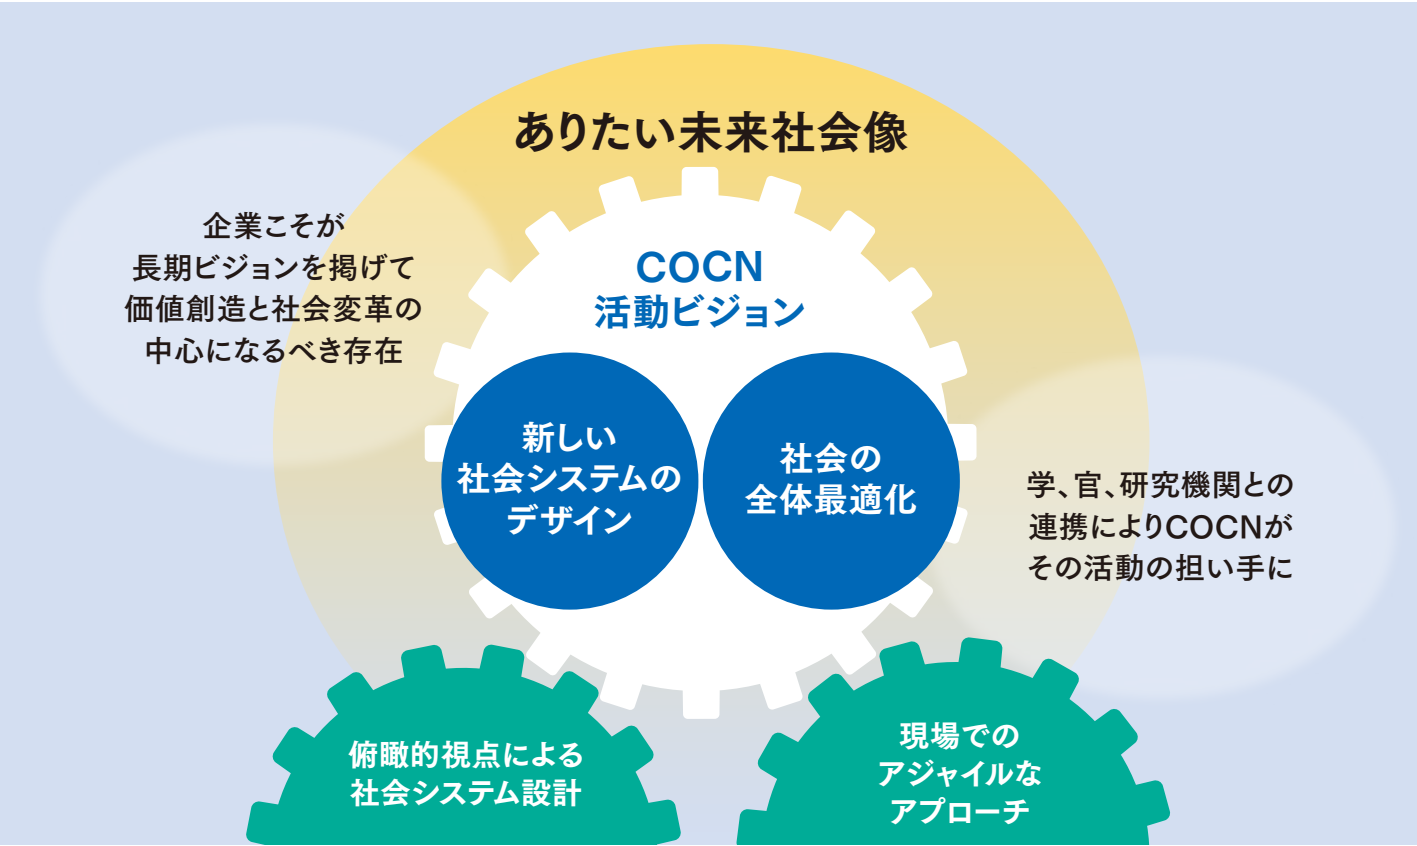 ありたい未来社会像
企業こそが
長期ビジョンを掲げて
価値創造と社会変革の
中心になるべき存在
COCN
活動ビジョン
新しい
社会システムの
デザイン
社会の
全体最適化
学、官、研究機関との
連携によりCOCNが
その活動の担い手に
俯瞰的視点による
社会システム設計
現場での
アジャイルな
アプローチ